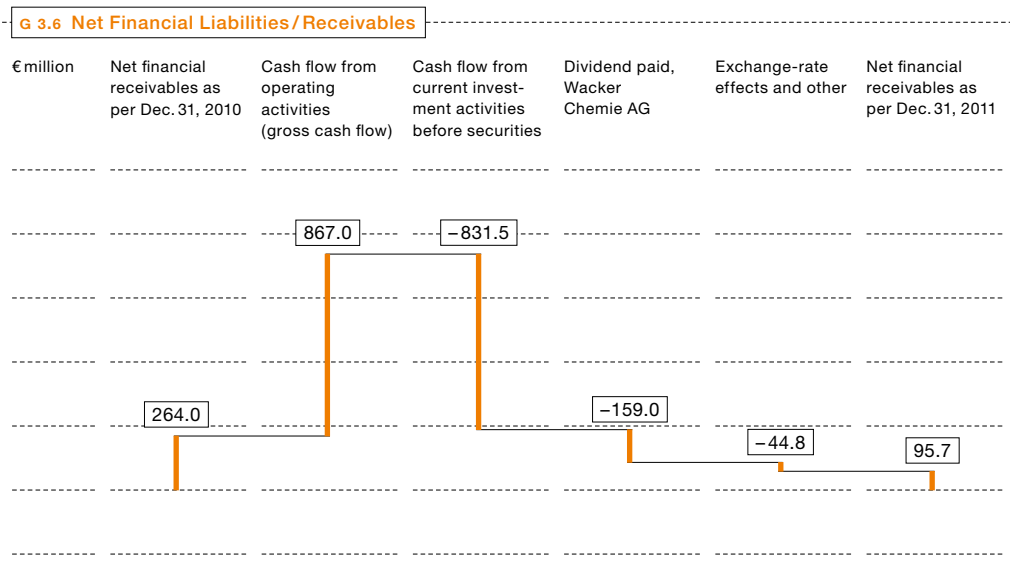 G 3.6 Net Financial Liabilities / Receivables
€ million
Net financial
receivables as
per Dec. 31, 2010
Cash flow from
operating
activities
(gross cash flow)
Cash flow from
current invest-
ment activities
before securities
Dividend paid,
Wacker
Chemie AG
Exchange-rate
effects and other
Net financial
receivables as
per Dec. 31, 2011
867.0
–831.5
264.0
–159.0
–44.8
95.7